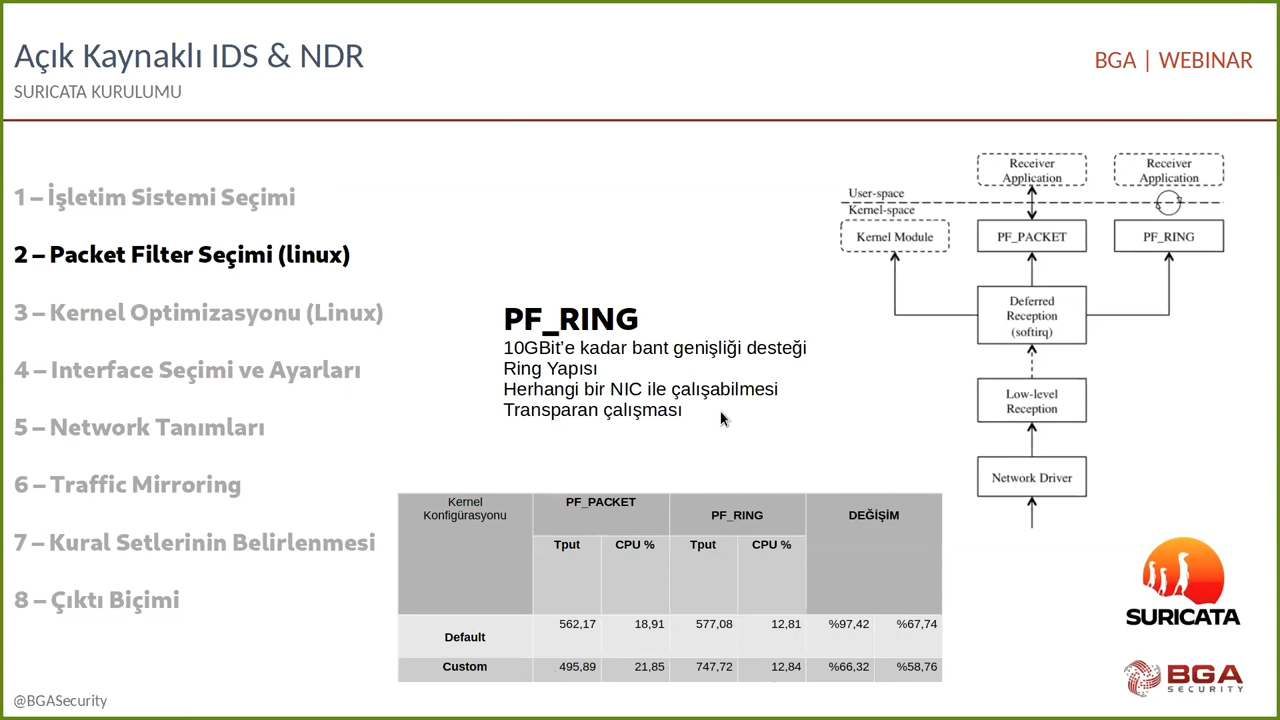 Açık Kaynaklı IDS & NDR
SURICATA KURULUMU
BGA | WEBINAR
1 – İşletim Sistemi Seçimi
2 – Packet Filter Seçimi (linux)
3 – Kernel Optimizasyonu (Linux)
4 – Interface Seçimi ve Ayarları
5 – Network Tanımları
6 – Traffic Mirroring
7 – Kural Setlerinin Belirlenmesi
8 – Çıktı Biçimi
PF_RING
10GBit’e kadar bant genişliği desteği
Ring Yapısı
Herhangi bir NIC ile çalışabilmesi
Transparan çalışması
Receiver Application
Receiver Application
User-space
Kernel-space
Kernel Module
PF_PACKET
PF_RING
Deferred
Reception
(softirq)
Low-level
Reception
Network Driver
Kernel
Konfigürasyonu
PF_PACKET
PF_RING
DEĞİŞİM
Tput CPU % Tput CPU %
Default 562,17 18,91 577,08 12,81 %97,42 %67,74
Custom 495,89 21,85 747,72 12,84 %66,32 %58,76
SURICATA
BGA
SECURITY
@BGASecurity